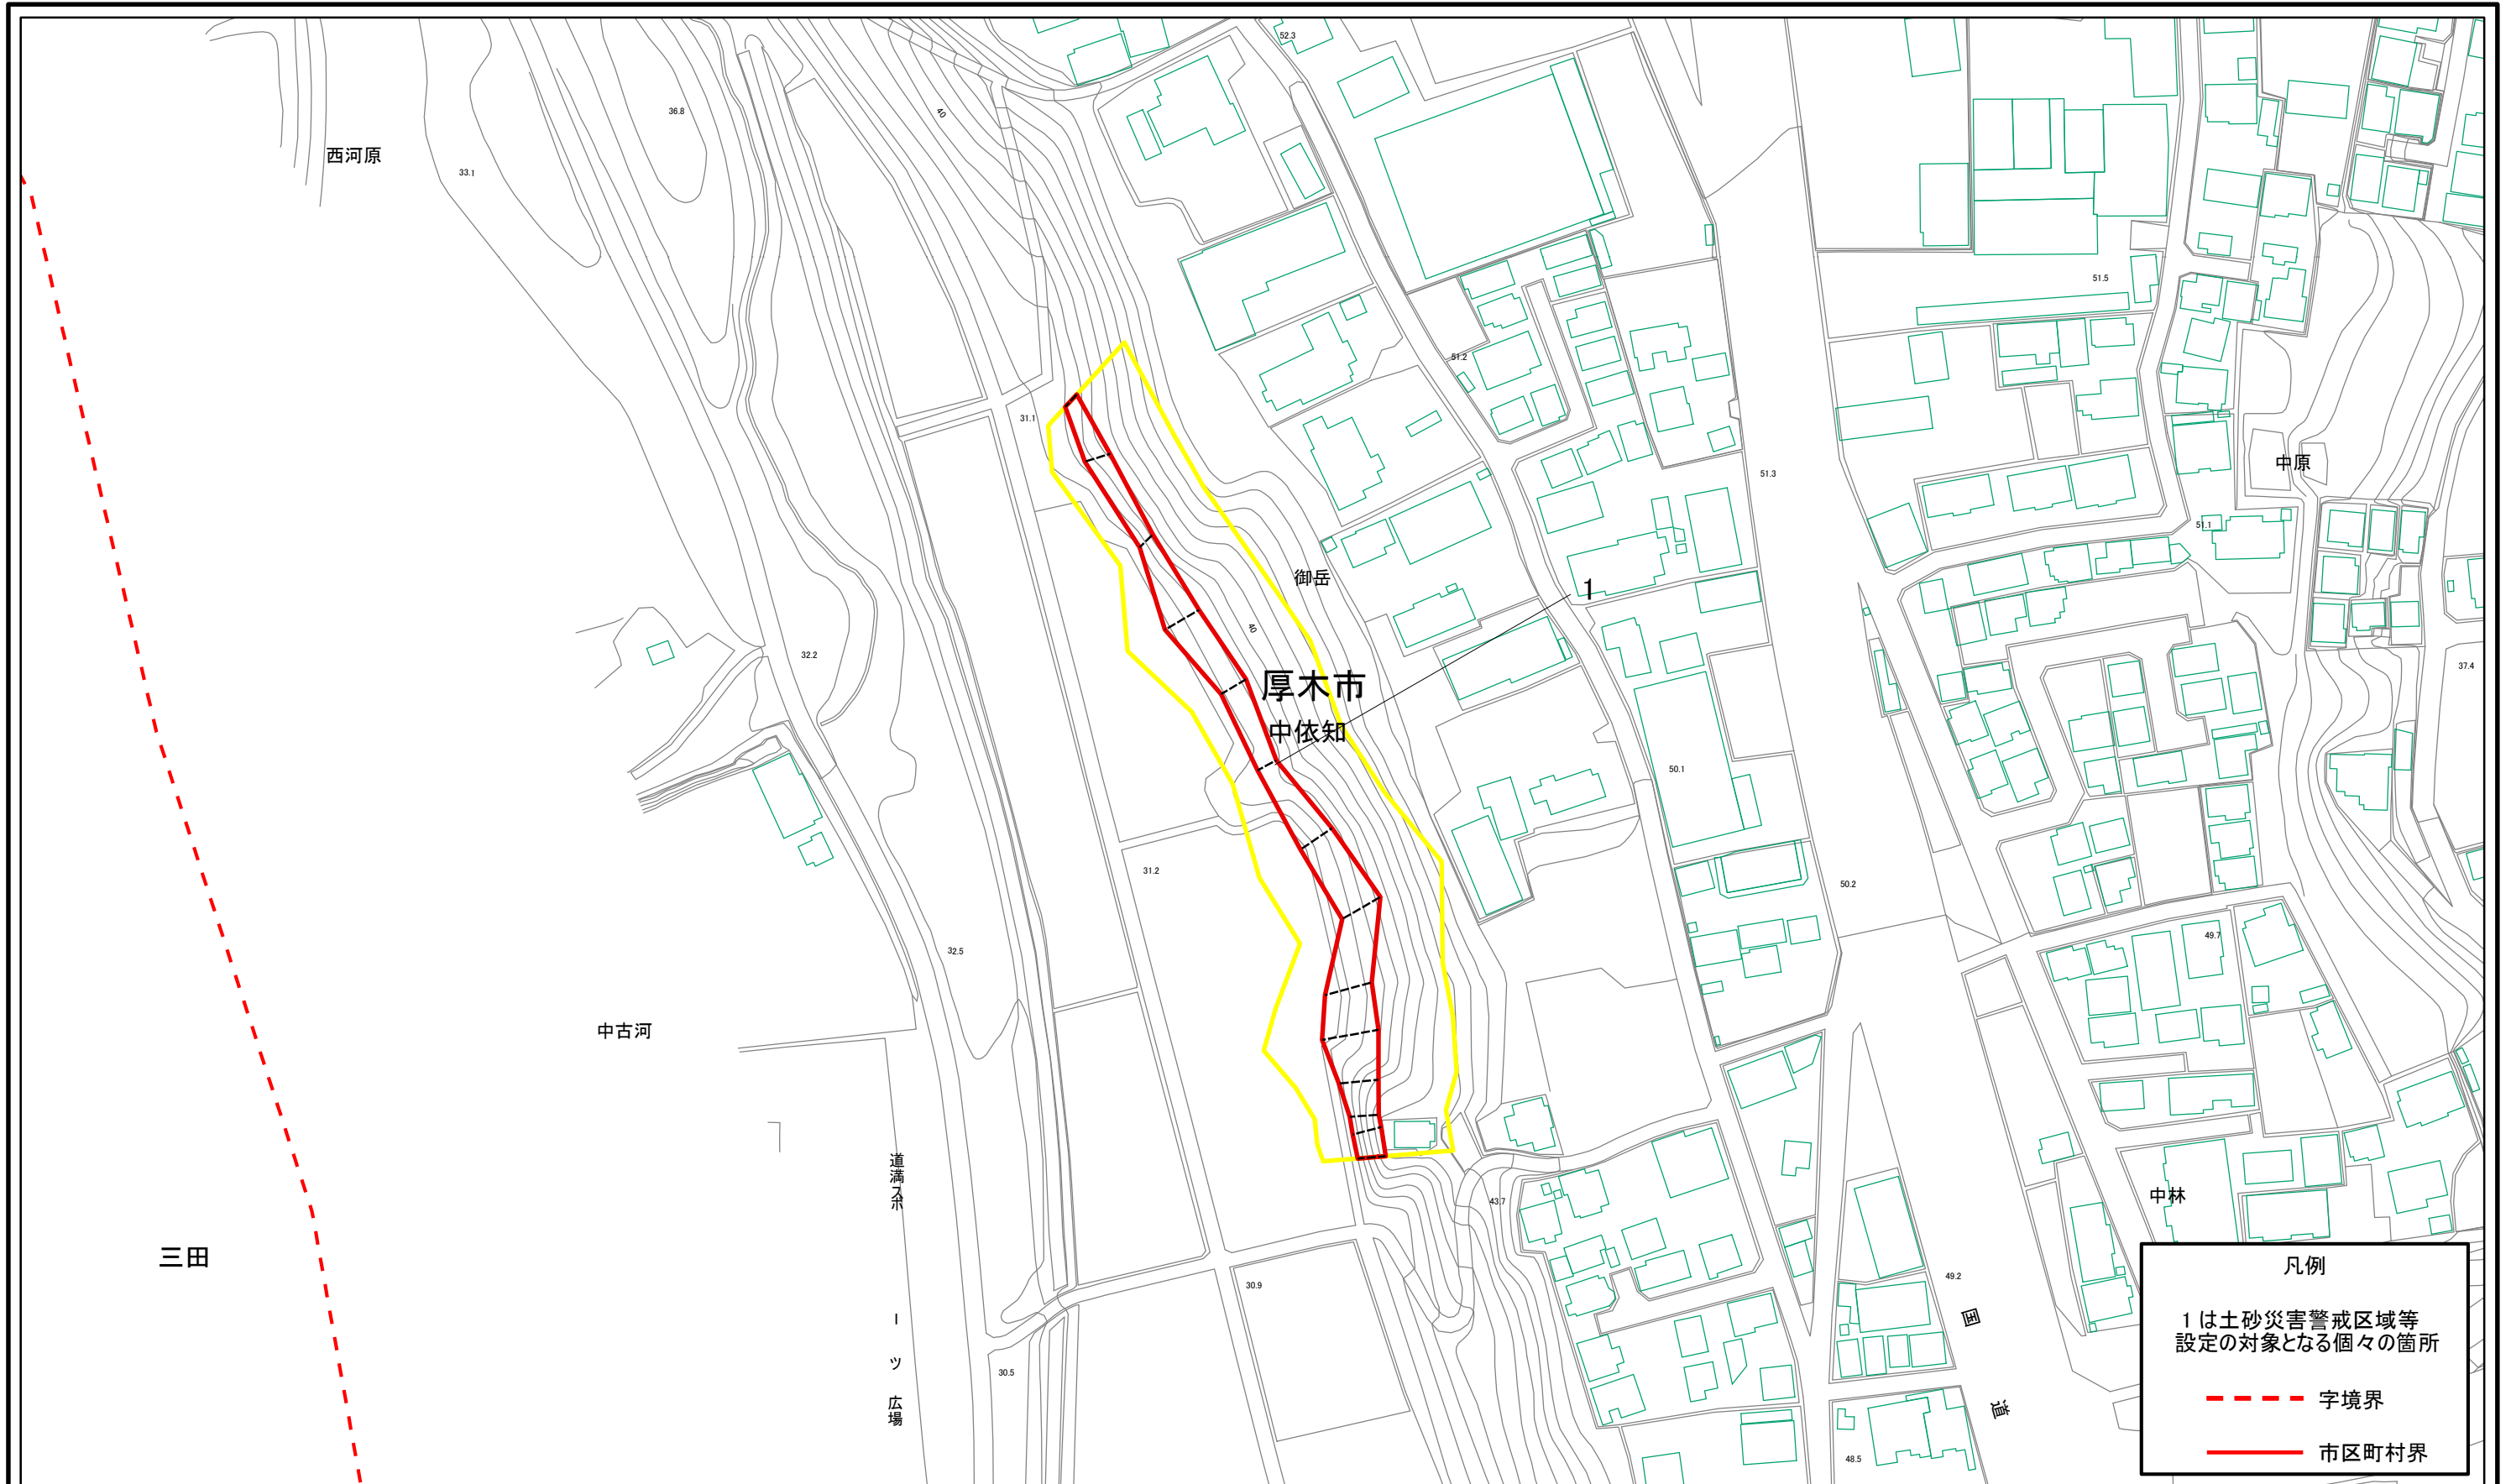 52.3
36.8
40
西河原
33.1
51.5
51.2
31.1
51.3
中原
51.1
御岳
1
40
32.2
37.4
厚木市
中依知
50.1
31.2
50.2
32.5
49.7
中古河
道満スポーツ広場
43.7
中林
三田
30.9
49.2
国道
30.5
48.5
凡例
1は土砂災害警戒区域等
設定の対象となる個々の箇所
字境界
市区町村界